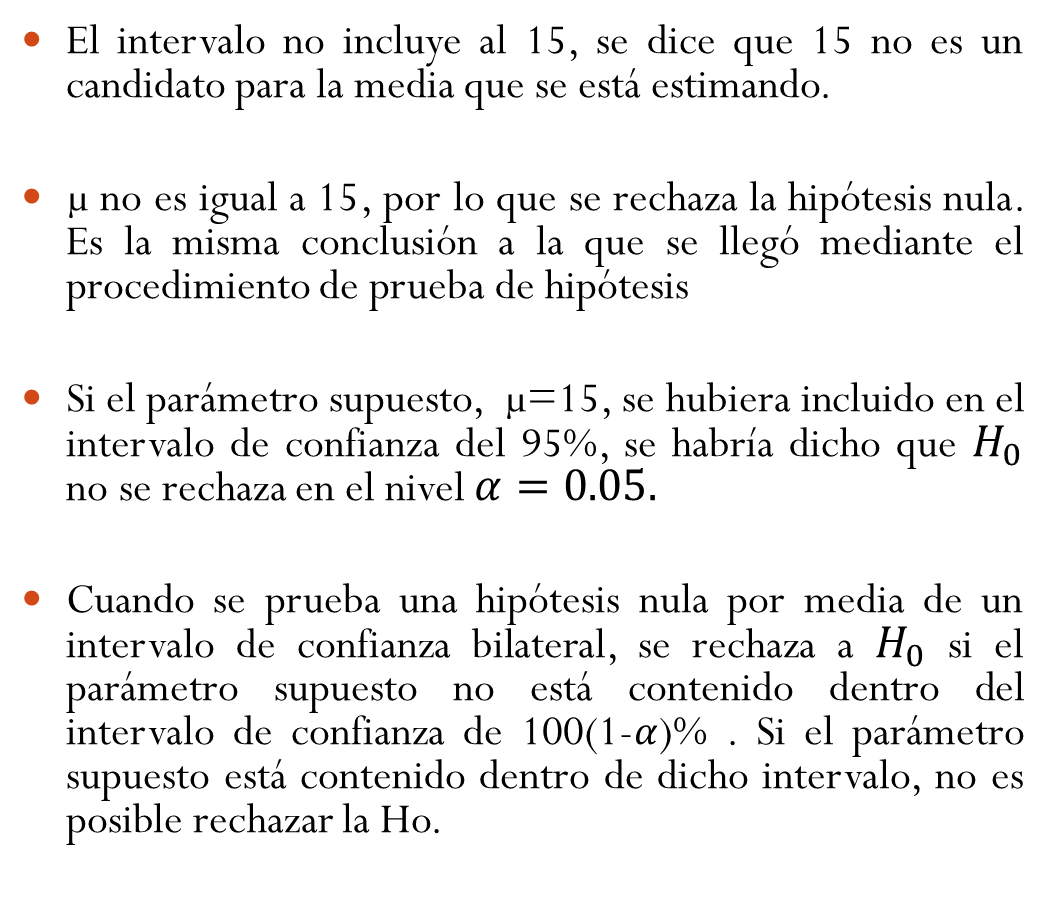 • El intervalo no incluye al 15, se dice que 15 no es un
candidato para la media que se está estimando.
• μ no es igual a 15, por lo que se rechaza la hipótesis nula.
Es la misma conclusión a la que se llegó mediante el
procedimiento de prueba de hipótesis
• Si el parámetro supuesto, μ=15, se hubiera incluido en el
intervalo de confianza del 95%, se habría dicho que H₀
no se rechaza en el nivel α = 0.05.
• Cuando se prueba una hipótesis nula por media de un
intervalo de confianza bilateral, se rechaza a H₀ si el
parámetro supuesto no está contenido dentro del
intervalo de confianza de 100(1-α)% . Si el parámetro
supuesto está contenido dentro de dicho intervalo, no es
posible rechazar la Ho.